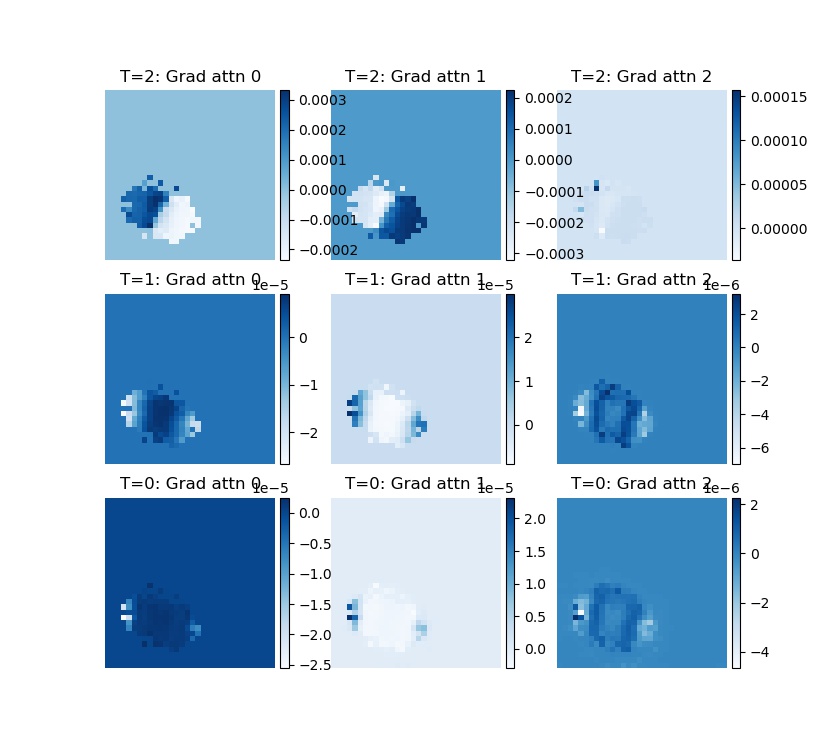 T=2: Grad attn 0
T=2: Grad attn 1
T=2: Grad attn 2
0.0003
0.0002
0.0001
0.0000
−0.0001
−0.0002
0.0002
0.0001
0.0000
−0.0001
−0.0002
−0.0003
0.00015
0.00010
0.00005
0.00000
T=1: Grad attn 0
1e−5
T=1: Grad attn 1
1e−5
T=1: Grad attn 2
1e−6
0
−1
−2
2
1
0
2
0
−2
−4
−6
T=0: Grad attn 0
1e−5
T=0: Grad attn 1
1e−5
T=0: Grad attn 2
1e−6
0.0
−0.5
−1.0
−1.5
−2.0
−2.5
2.0
1.5
1.0
0.5
0.0
2
0
−2
−4